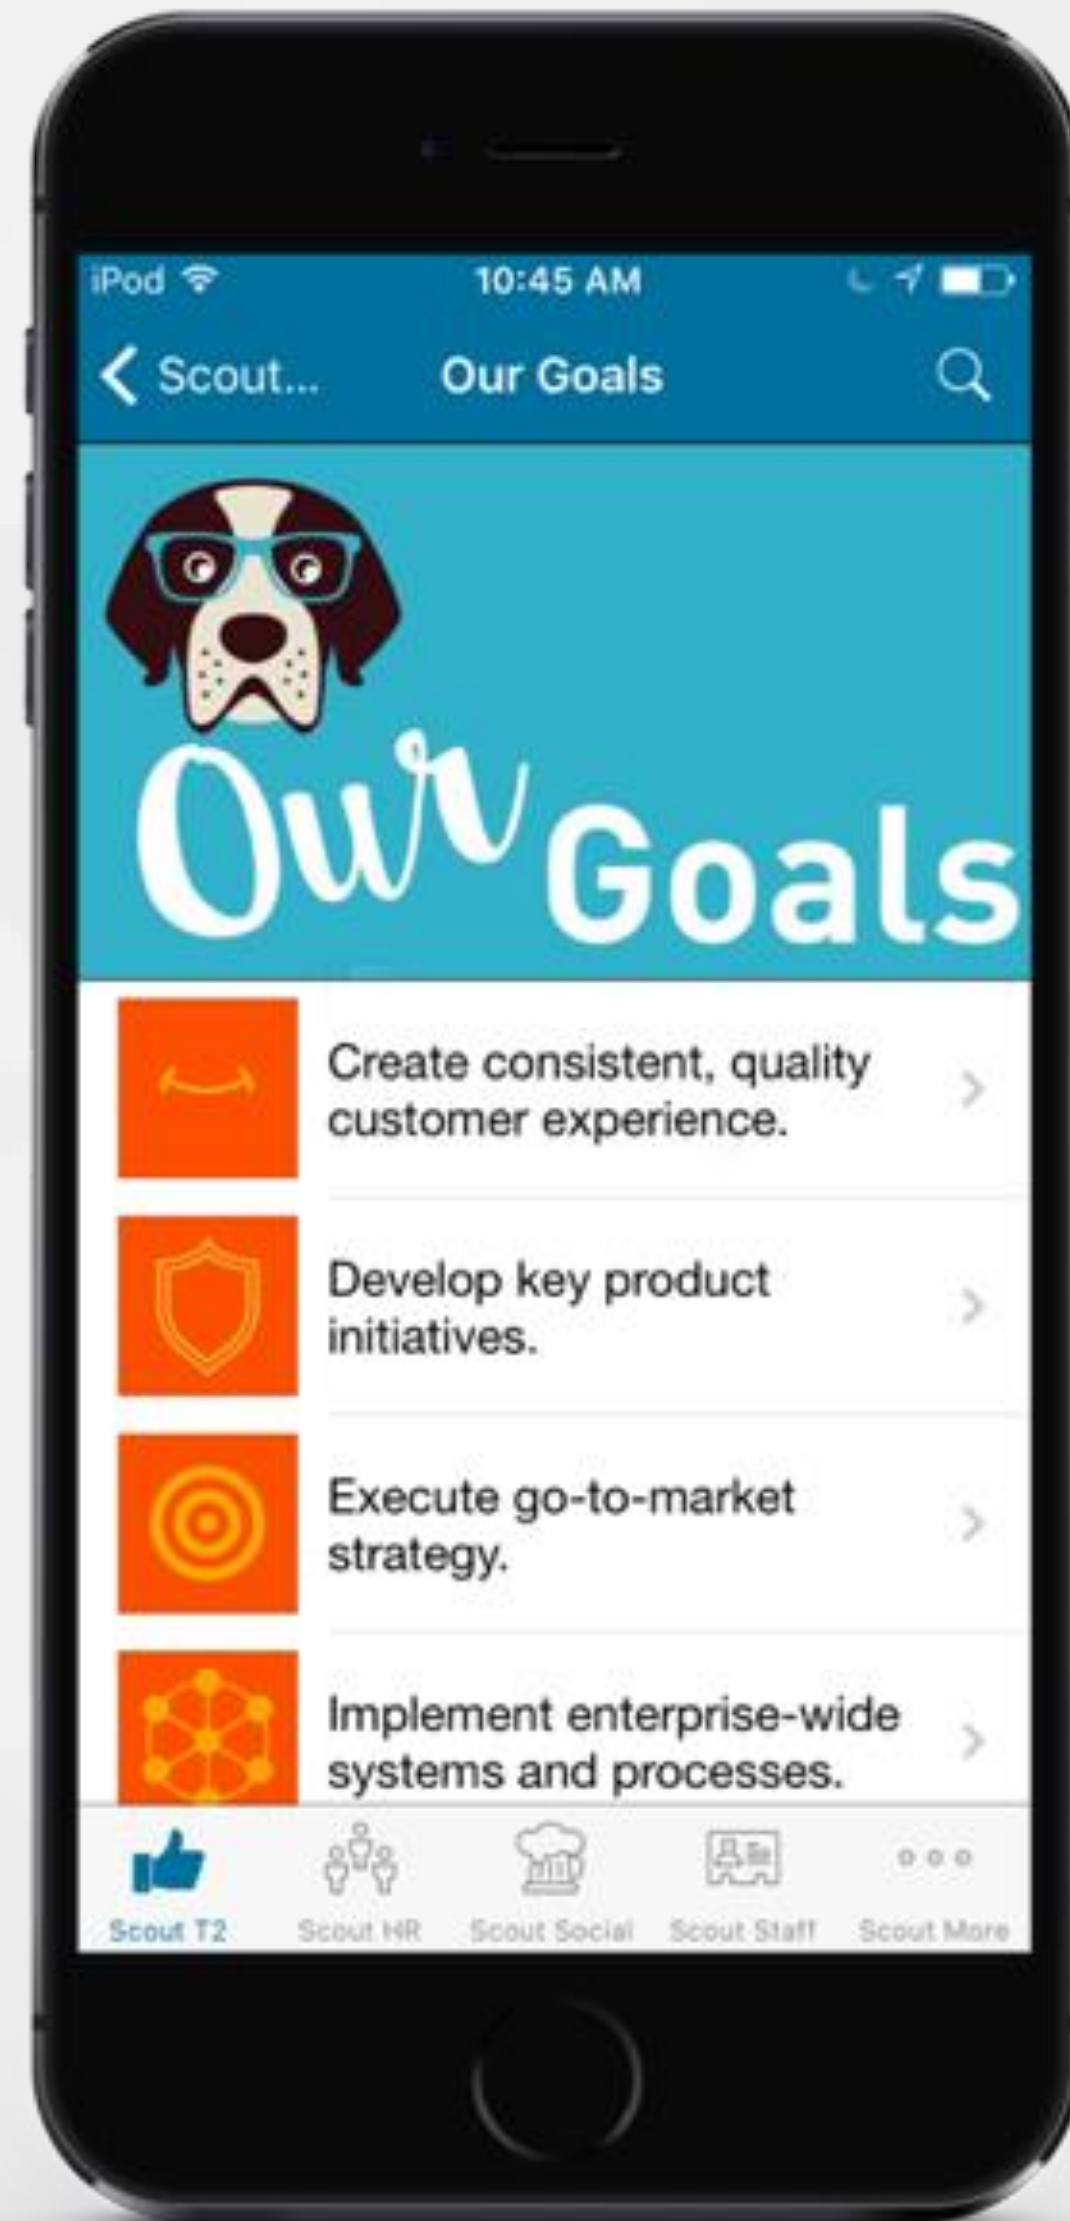 iPod
10:45 AM
Scout...
Our Goals
Our Goals
Create consistent, quality
customer experience.
Develop key product
initiatives.
Execute go-to-market
strategy.
Implement enterprise-wide
systems and processes.
Scout T2
Scout HR
Scout Social
Scout Staff
Scout More